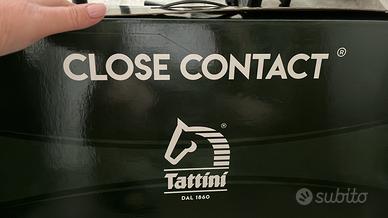 CLOSE CONTACT ®
®
Tattini
DAL 1860
subito